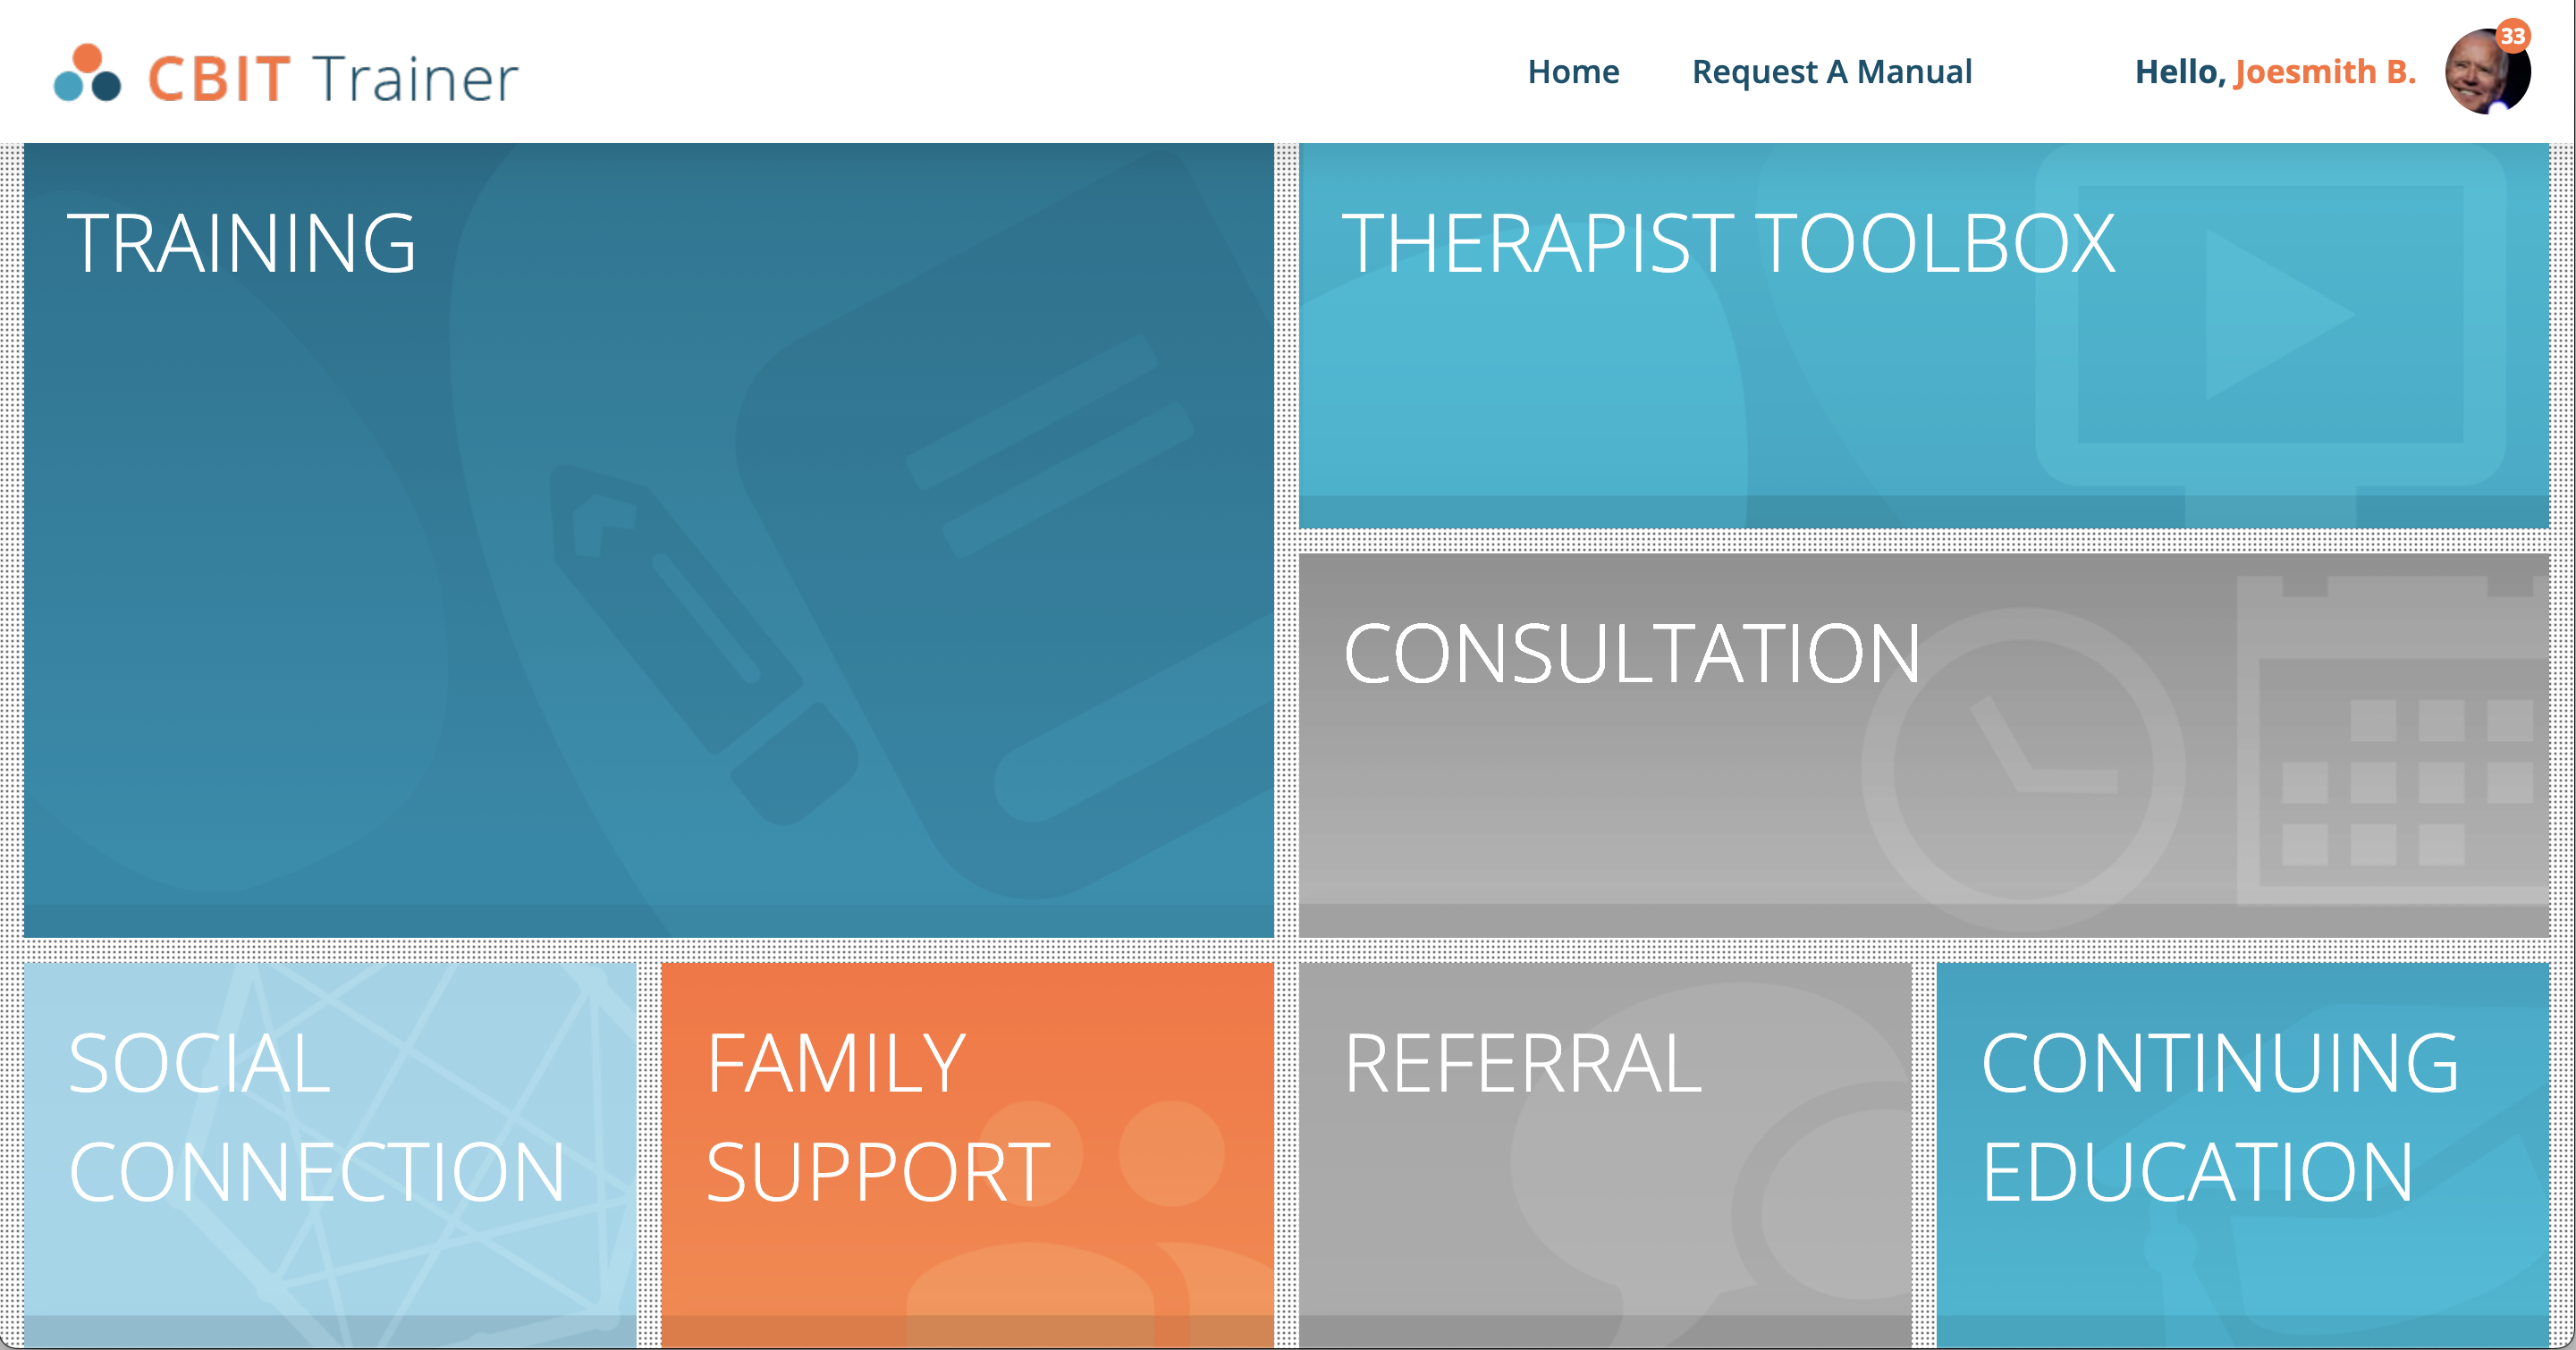 CBIT Trainer
Home
Request A Manual
Hello, Joesmith B.
33
TRAINING
THERAPIST TOOLBOX
CONSULTATION
SOCIAL
CONNECTION
FAMILY
SUPPORT
REFERRAL
CONTINUING
EDUCATION